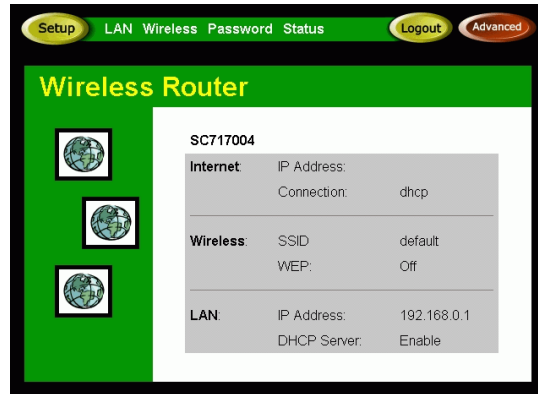 Setup LAN Wireless Password Status Logout Advanced
Wireless Router
SC717004
Internet: IP Address:
Connection: dhcp
Wireless: SSID default
WEP: Off
LAN: IP Address: 192.168.0.1
DHCP Server: Enable